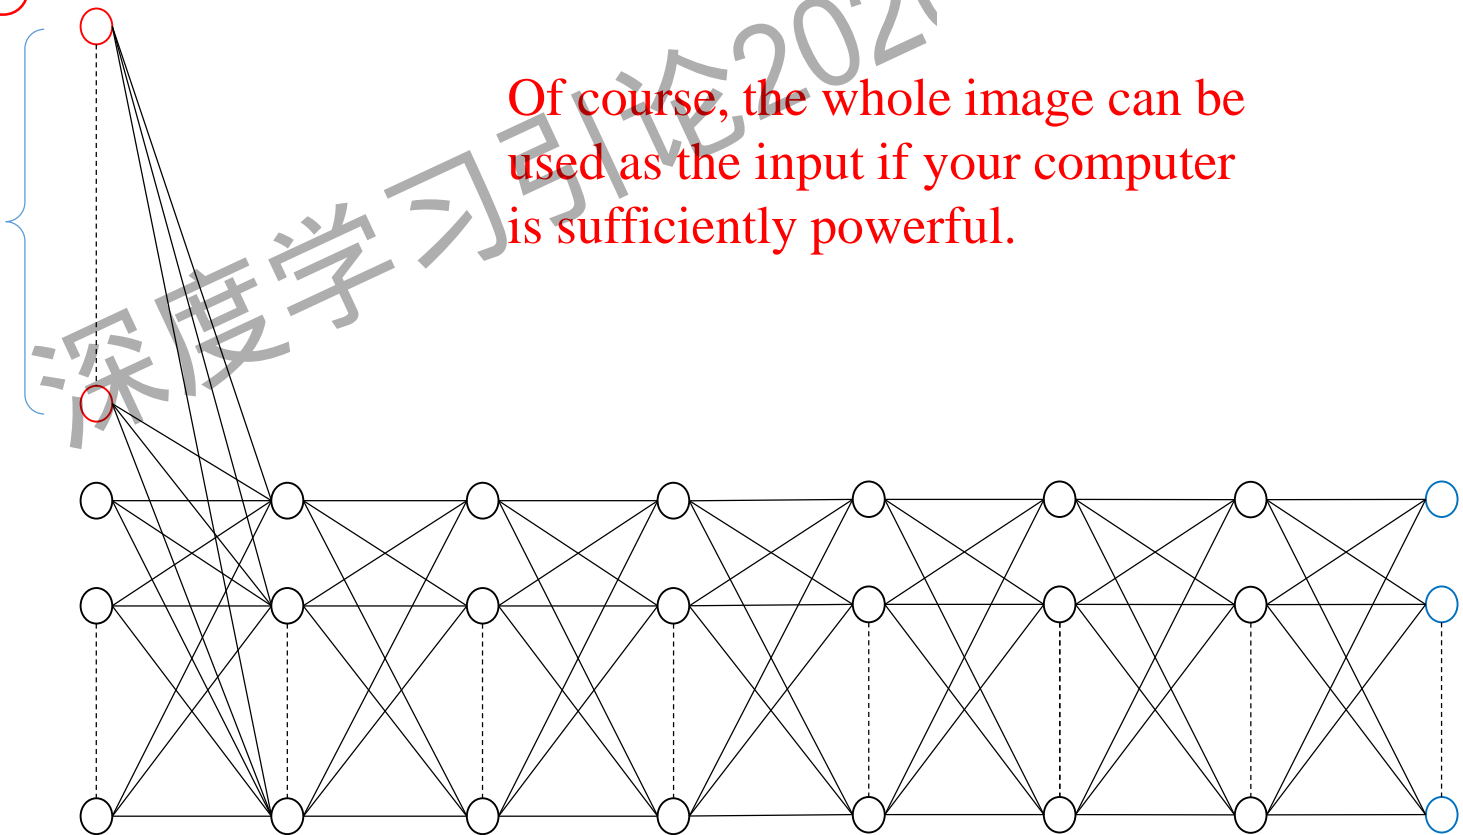 Of course, the whole image can be
used as the input if your computer
is sufficiently powerful.
深度学习引论202